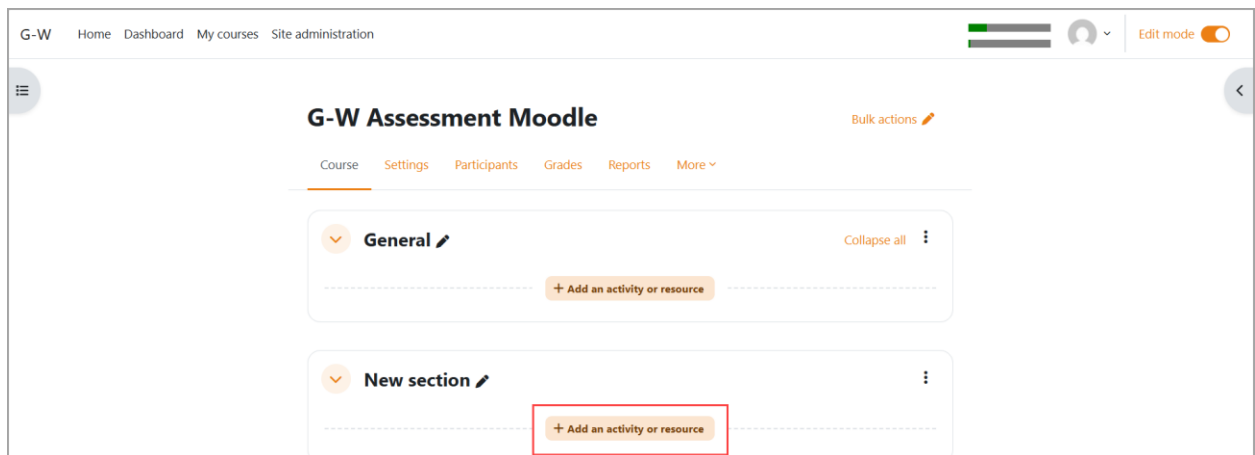 G-W Home Dashboard My courses Site administration Edit mode
G-W Assessment Moodle Bulk actions
Course Settings Participants Grades Reports More
General Collapse all
+ Add an activity or resource
New section
+ Add an activity or resource